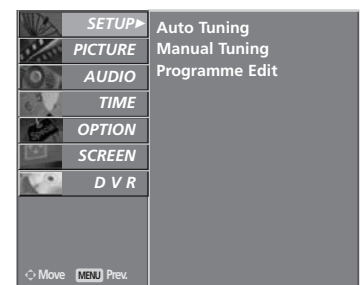 SETUP▶
PICTURE
AUDIO
TIME
OPTION
SCREEN
D V R
Auto Tuning
Manual Tuning
Programme Edit
Move MENU Prev.